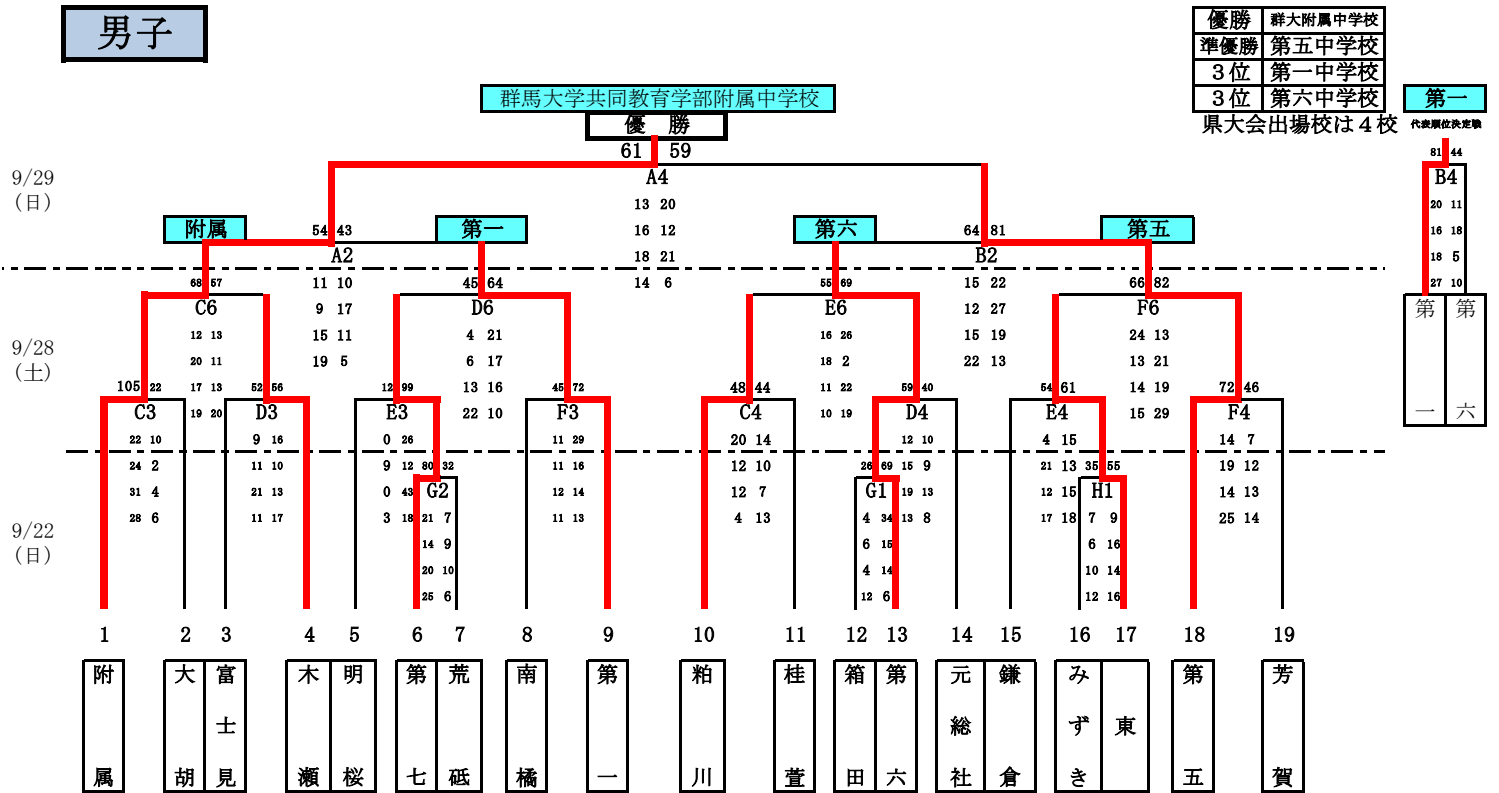 男子
優勝 群大附属中学校
準優勝 第五中学校
３位 第一中学校
３位 第六中学校
県大会出場校は４校
第一
代表順位決定戦
群馬大学共同教育学部附属中学校
優　勝
61 59
81 44
A4
B4
9/29
（日）
13 20
16 12
18 21
14 6
20 11
16 18
18 5
27 10
第一
第六
附属
54 43
第一
第六
64 81
第五
A2
B2
11 10
9 17
15 11
19 5
15 22
12 27
15 19
22 13
68 57
45 64
55 69
66 82
C6
D6
E6
F6
12 13
20 11
17 13
19 20
4 21
6 17
13 16
22 10
16 26
18 2
11 22
10 19
24 13
13 21
14 19
15 29
9/28
（土）
105 22
52 56
12 99
45 72
48 44
59 40
54 61
72 46
C3
D3
E3
F3
C4
D4
E4
F4
22 10
24 2
31 4
28 6
9 16
11 10
21 13
11 17
0 26
9 12
0 43
3 18
11 29
11 16
12 14
11 13
20 14
12 10
12 7
4 13
12 10
15 9
19 13
13 8
4 15
21 13
12 15
17 18
14 7
19 12
14 13
25 14
9/22
（日）
80 32
26 69
35 55
G2
G1
H1
21 7
14 9
20 10
25 6
4 34
6 15
4 14
12 6
7 9
6 16
10 14
12 16
1 2 3 4 5 6 7 8 9 10 11 12 13 14 15 16 17 18 19
附属
大胡
富士見
木瀬
明桜
第七
荒砥
南橘
第一
粕川
桂萱
箱田
第六
元総社
鎌倉
みずき
東
第五
芳賀